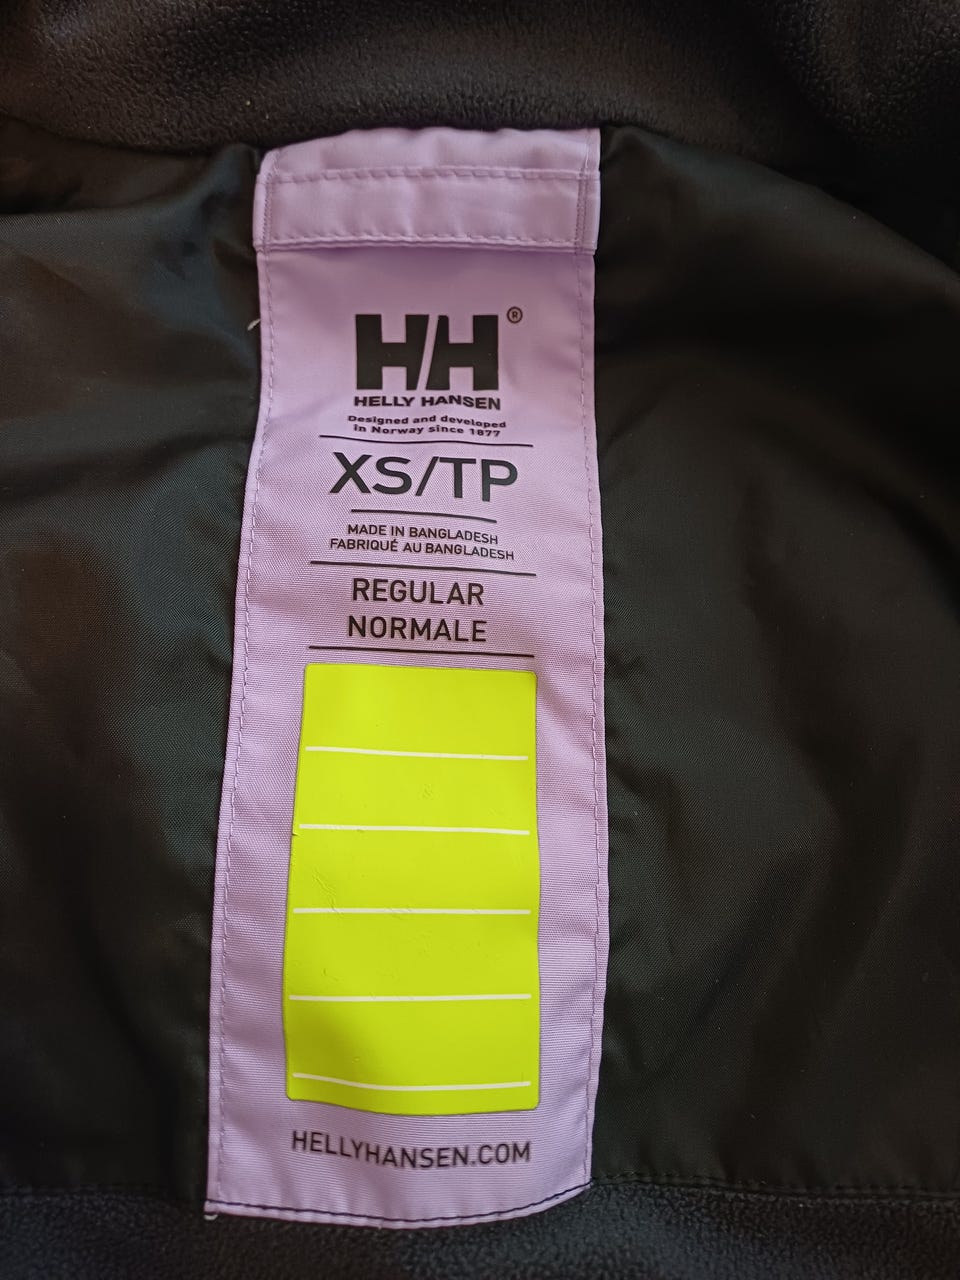 HH®
HELLY HANSEN
Designed and developed
in Norway since 1877
XS/TP
MADE IN BANGLADESH
FABRIQUÉ AU BANGLADESH
REGULAR
NORMALE
HELLYHANSEN.COM